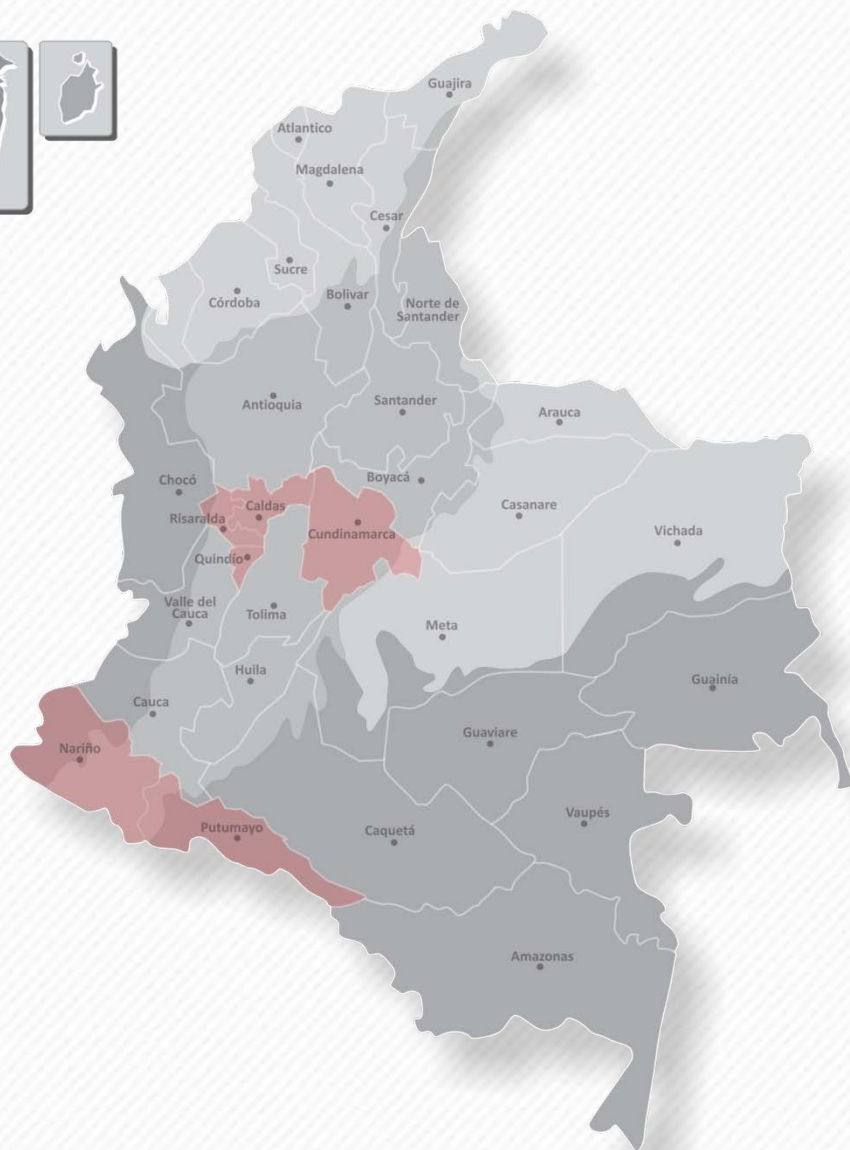 Guajira
Atlantico
Magdalena
Cesar
Sucre
Córdoba
Bolivar
Norte de
Santander
Antioquia
Santander
Arauca
Chocó
Boyacá
Caldas
Risaralda
Cundinamarca
Casanare
Vichada
Quindío
Valle del
Cauca
Tolima
Meta
Huila
Guainía
Cauca
Nariño
Guaviare
Putumayo
Caquetá
Vaupés
Amazonas